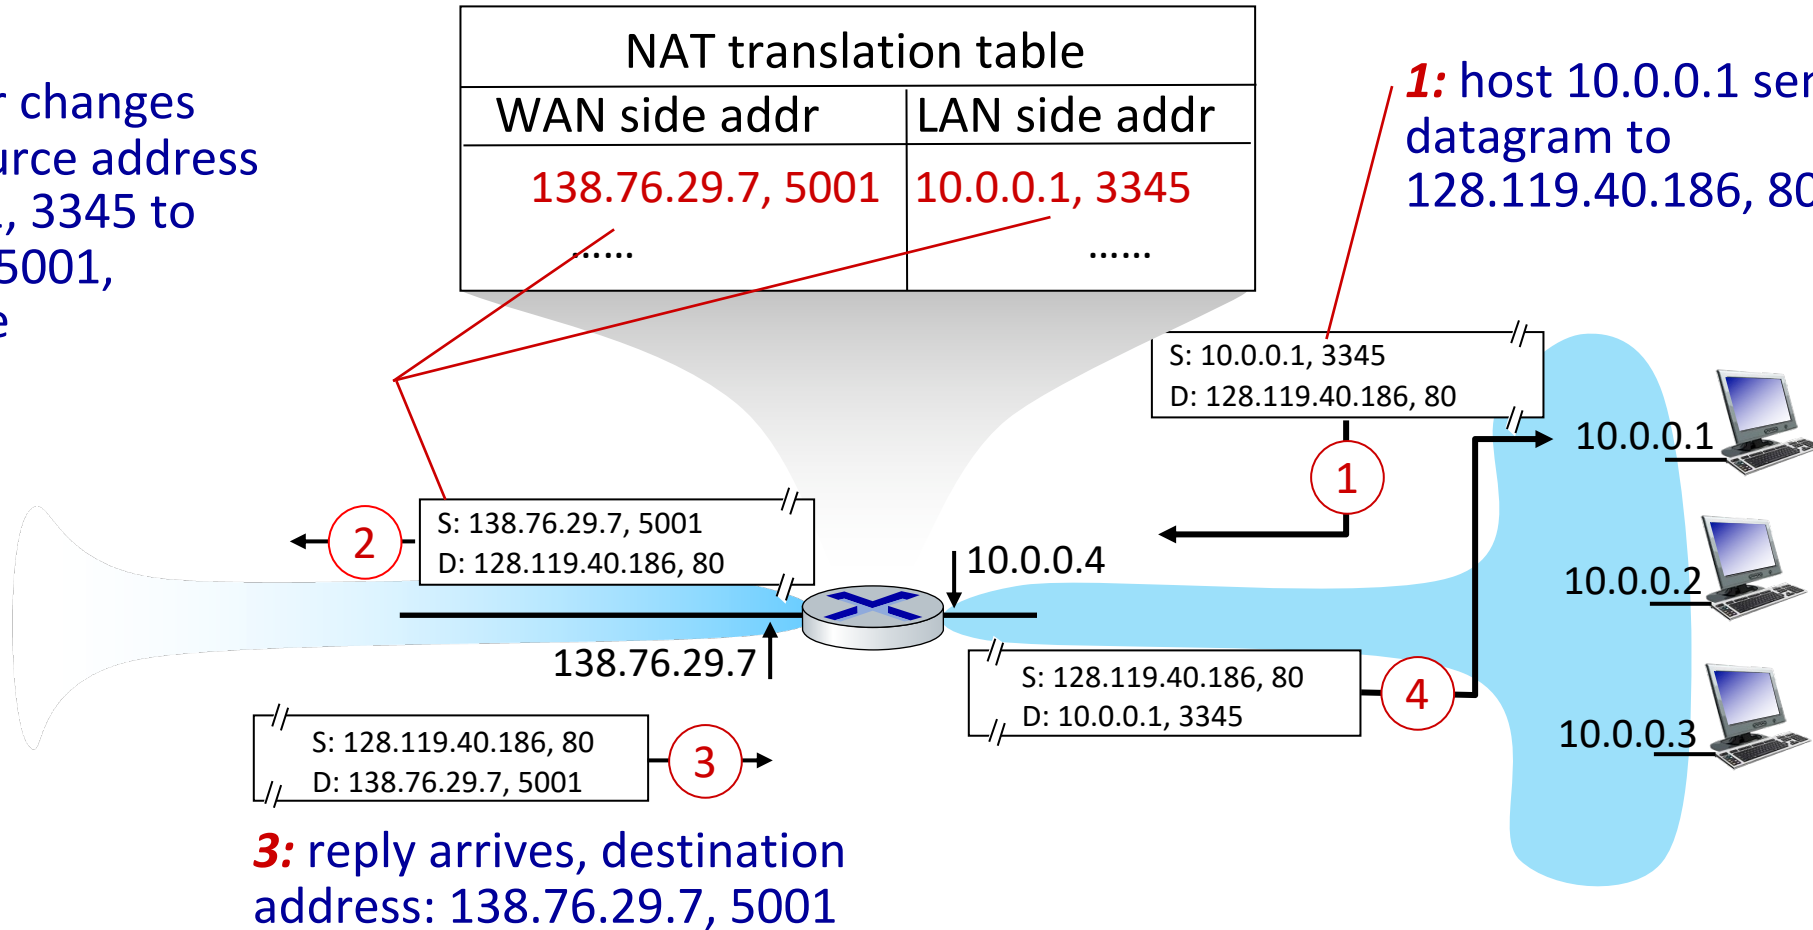 NAT translation table
WAN side addr LAN side addr
138.76.29.7, 5001 10.0.0.1, 3345
...... ......
changes
address
3345 to
5001,
1: host 10.0.0.1
datagram to
128.119.40.186, 80
S: 10.0.0.1, 3345
D: 128.119.40.186, 80
1
10.0.0.1
S: 138.76.29.7, 5001
D: 128.119.40.186, 80
2
10.0.0.4
10.0.0.2
138.76.29.7
S: 128.119.40.186, 80
D: 10.0.0.1, 3345
4
10.0.0.3
S: 128.119.40.186, 80
D: 138.76.29.7, 5001
3
3: reply arrives, destination
address: 138.76.29.7, 5001